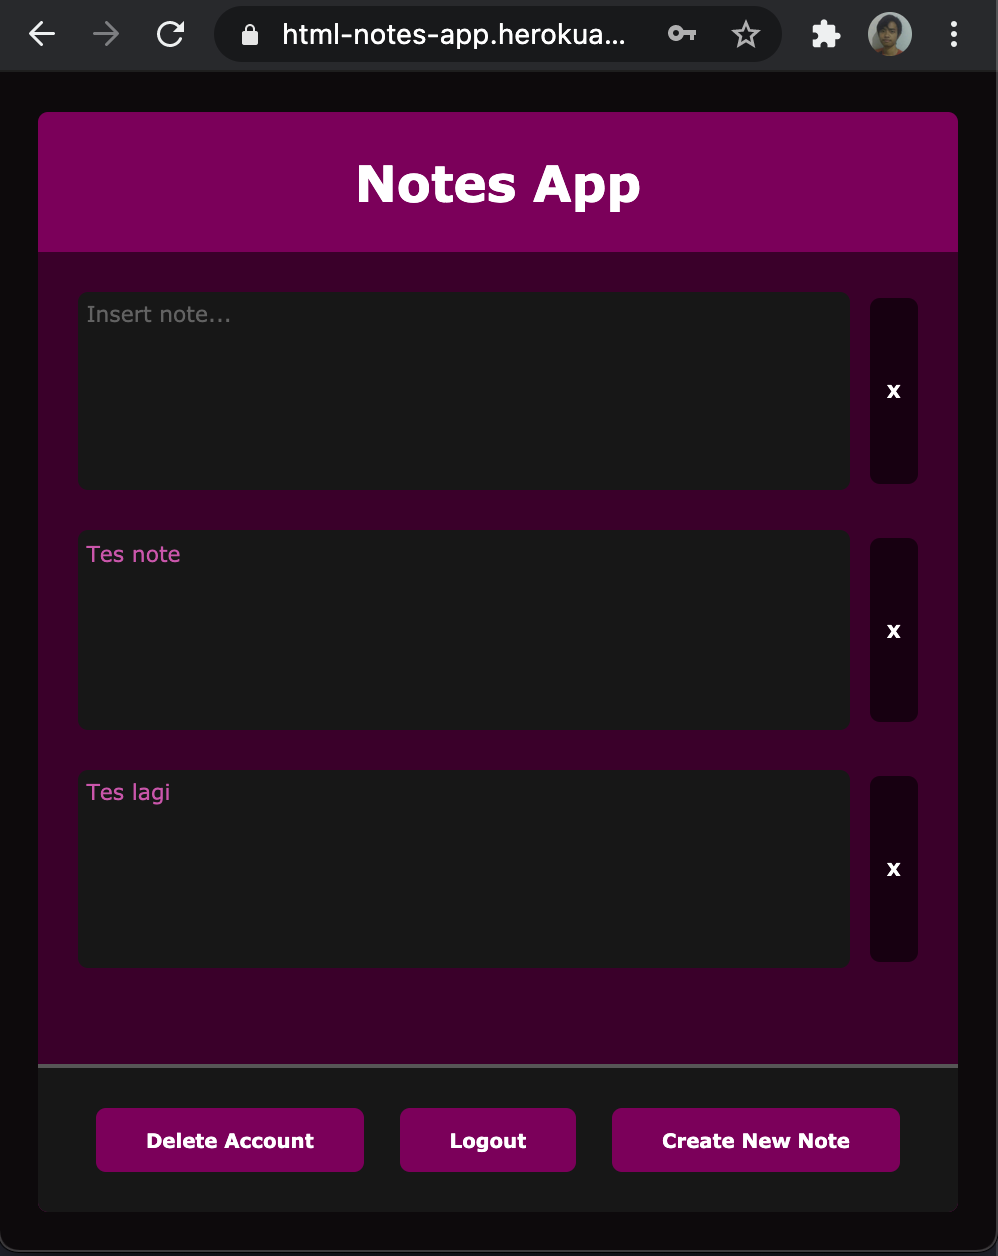 html-notes-app.herokua...
Notes App
Insert note...
x
Tes note
x
Tes lagi
x
Delete Account
Logout
Create New Note